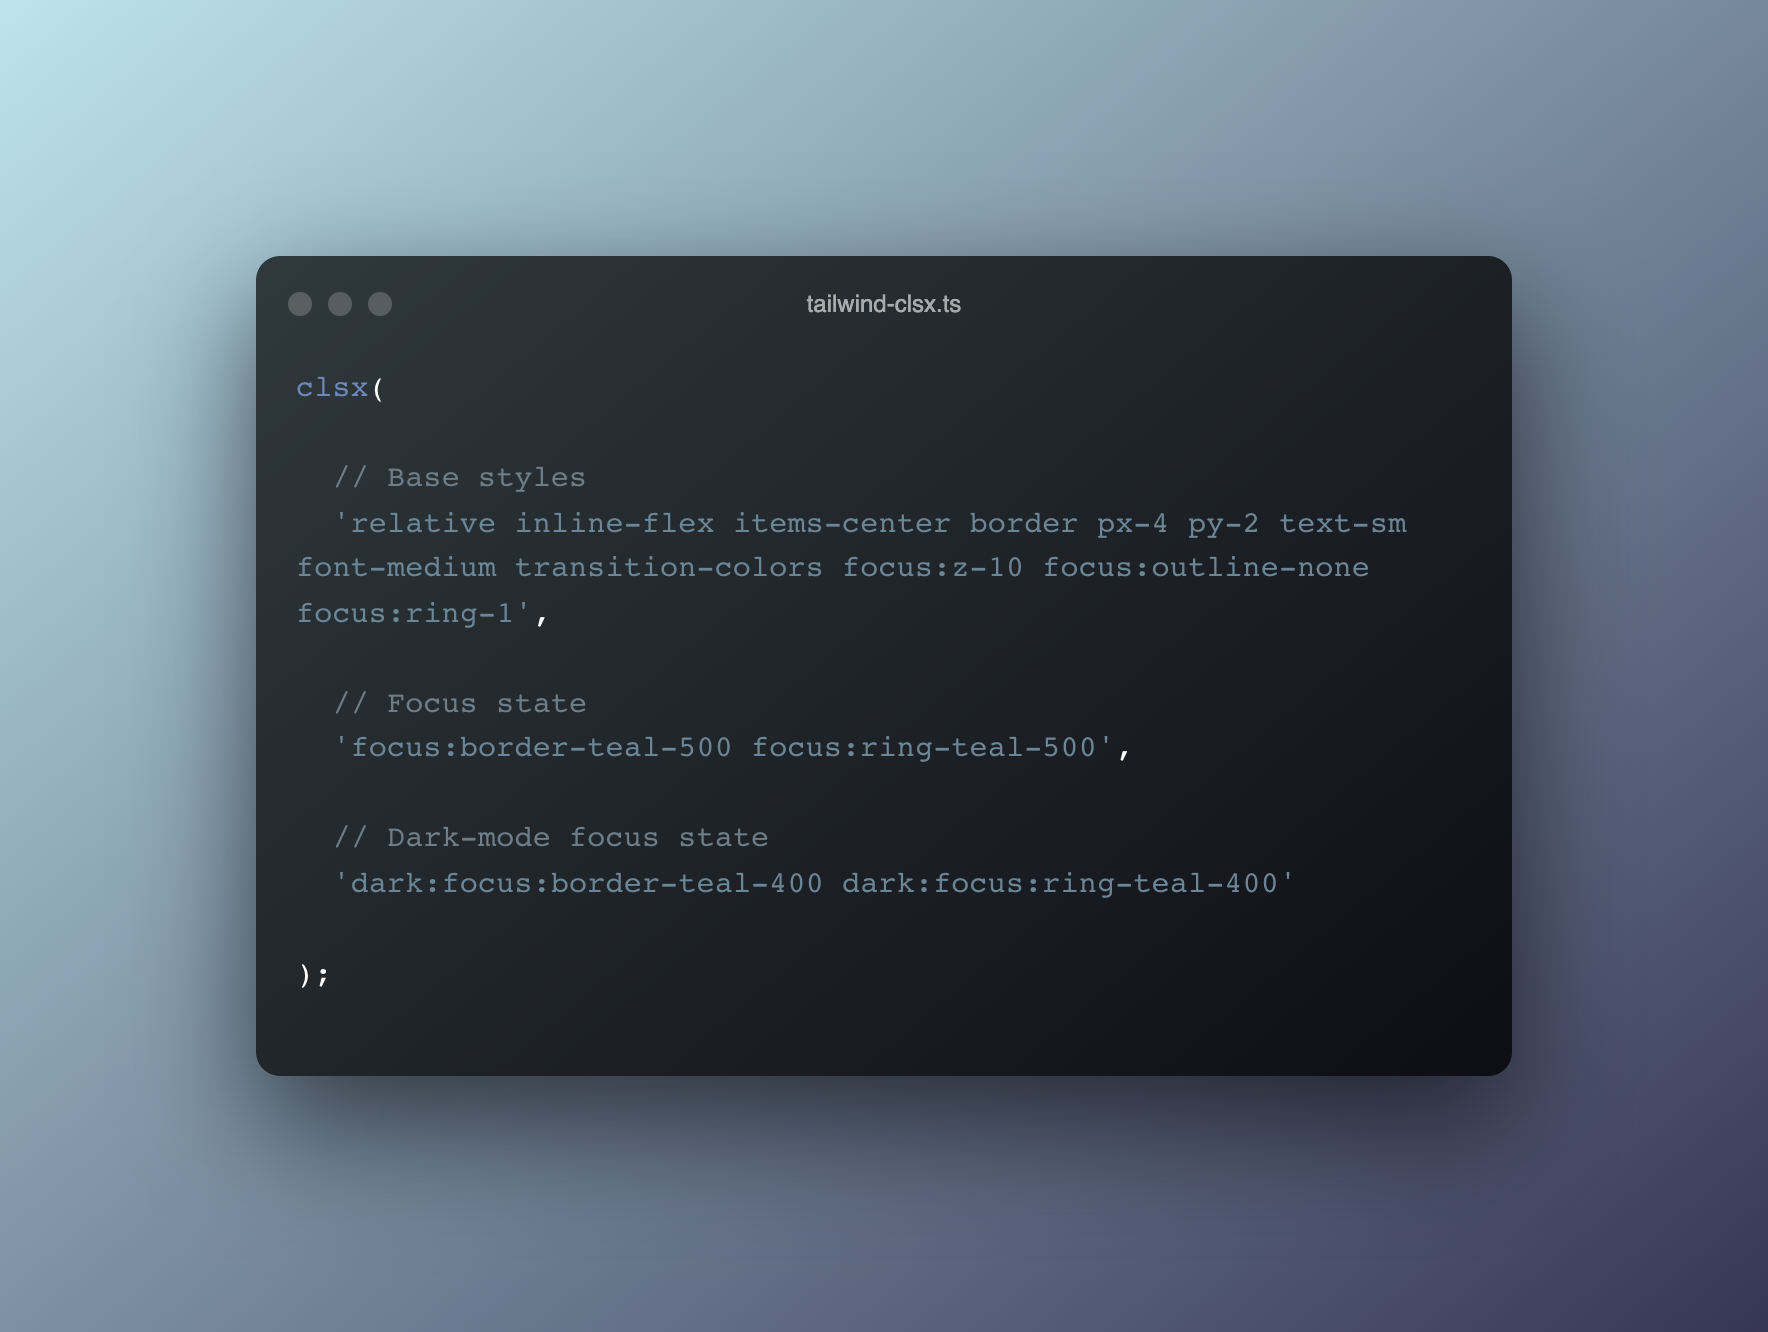 tailwind-clsx.ts
clsx(
// Base styles
'relative inline-flex items-center border px-4 py-2 text-sm
font-medium transition-colors focus:z-10 focus:outline-none
focus:ring-1',
// Focus state
'focus:border-teal-500 focus:ring-teal-500',
// Dark-mode focus state
'dark:focus:border-teal-400 dark:focus:ring-teal-400'
);